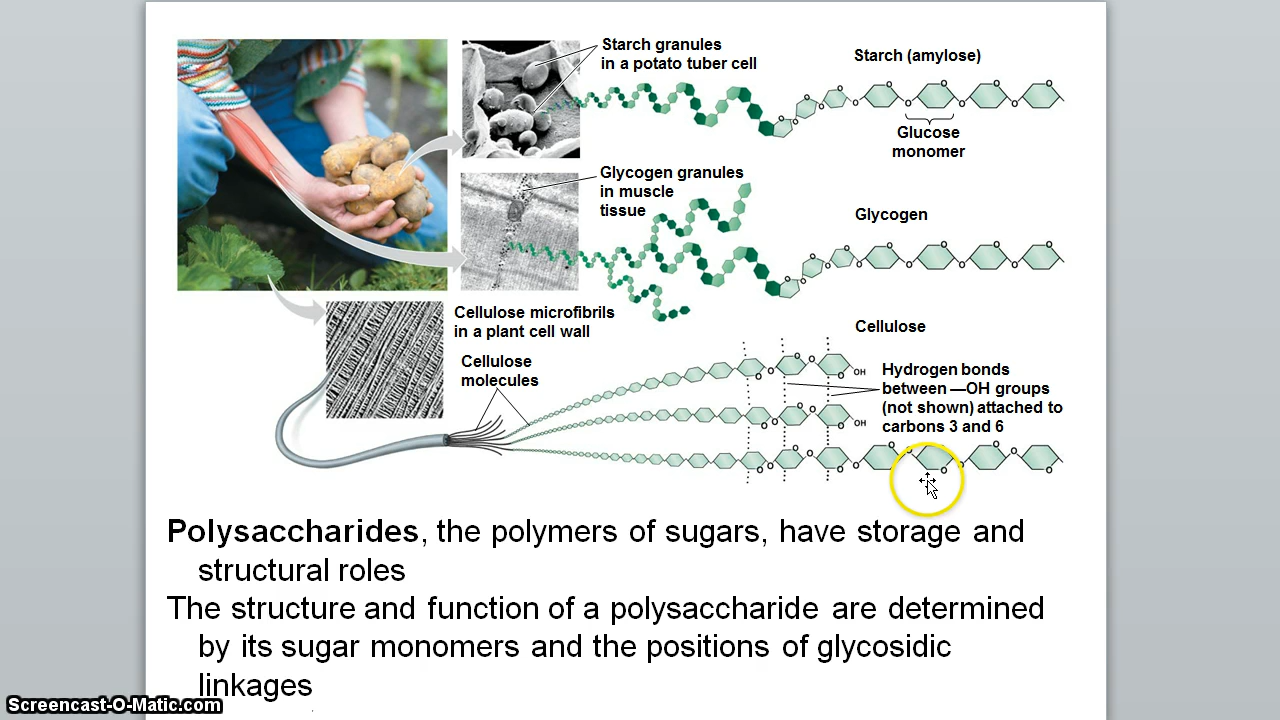 Starch granules
in a potato tuber cell
Starch (amylose)
Glucose
monomer
Glycogen granules
in muscle
tissue
Glycogen
Cellulose microfibrils
in a plant cell wall
Cellulose
molecules
Cellulose
Hydrogen bonds
between —OH groups
(not shown) attached to
carbons 3 and 6
O O O O O O O O O O
O O O O O O O O O O
O O O O O OH
O O O O O OH
O O O O O O O O O O O O
Polysaccharides, the polymers of sugars, have storage and
structural roles
The structure and function of a polysaccharide are determined
by its sugar monomers and the positions of glycosidic
linkages
Screencast-O-Matic.com